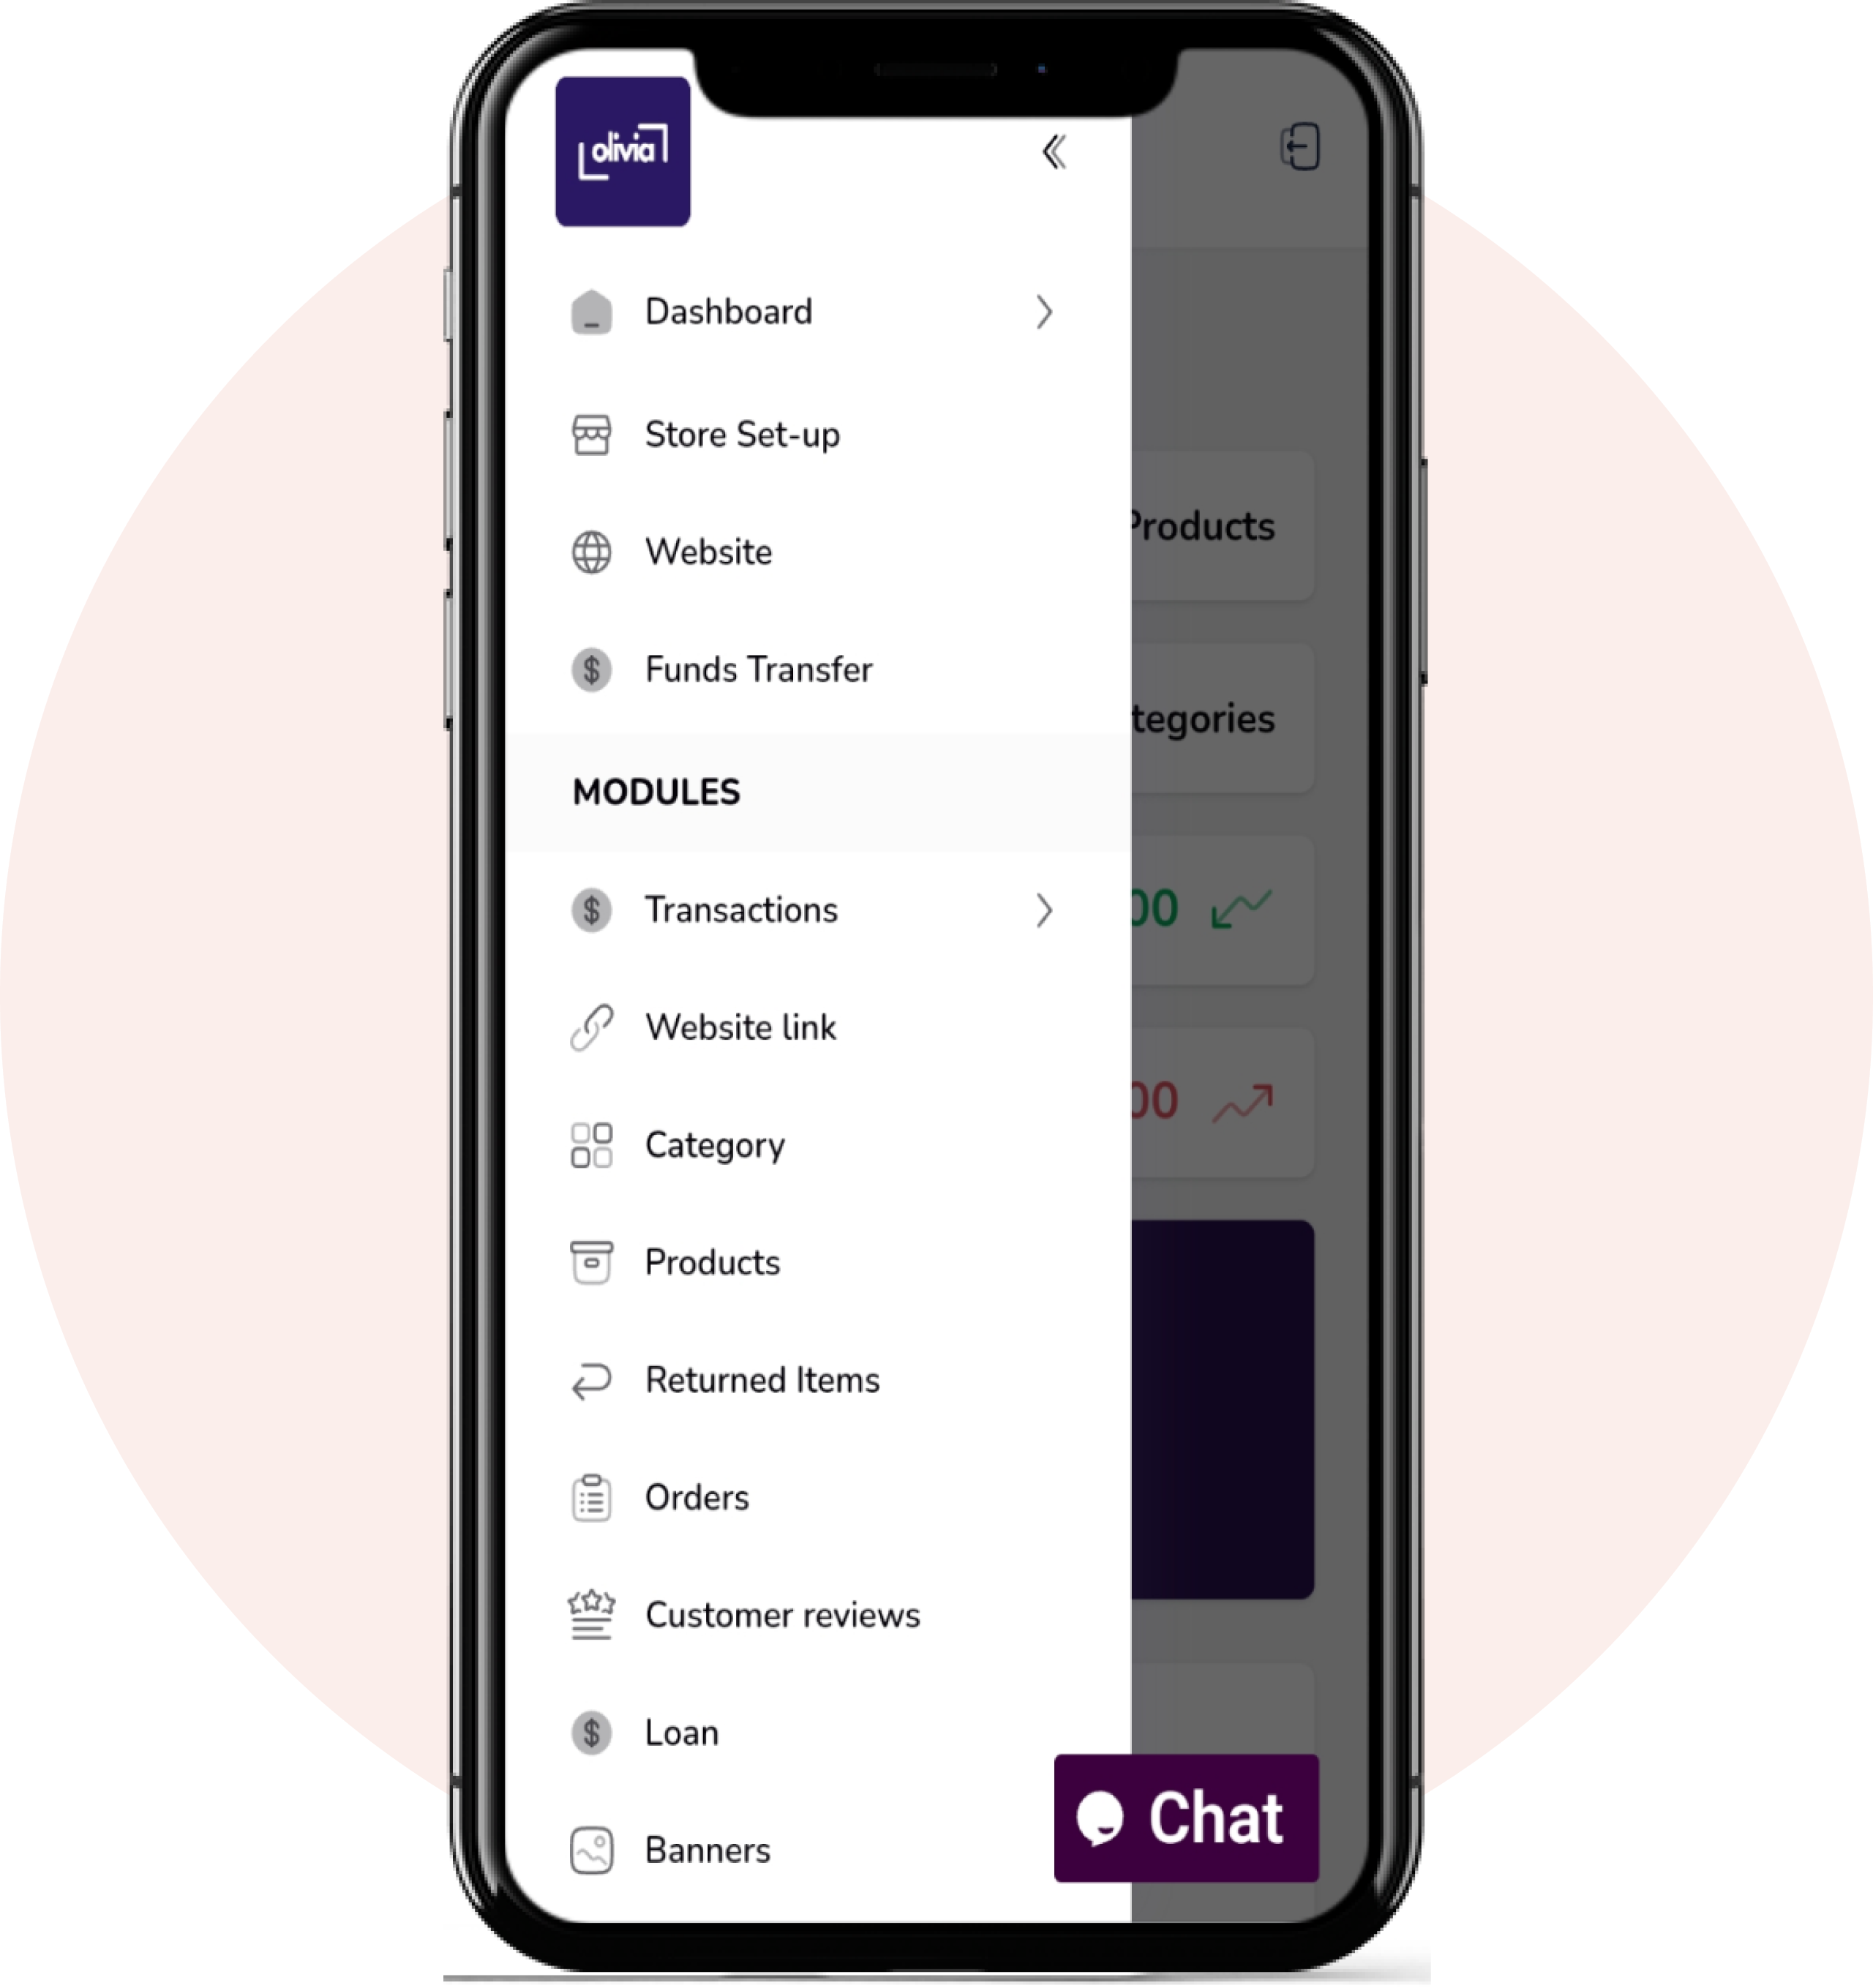 olivia
Dashboard
Store Set-up
Website
Products
Funds Transfer
tegories
MODULES
Transactions
00
Website link
00
Category
Products
Returned Items
Orders
Customer reviews
Loan
Chat
Banners